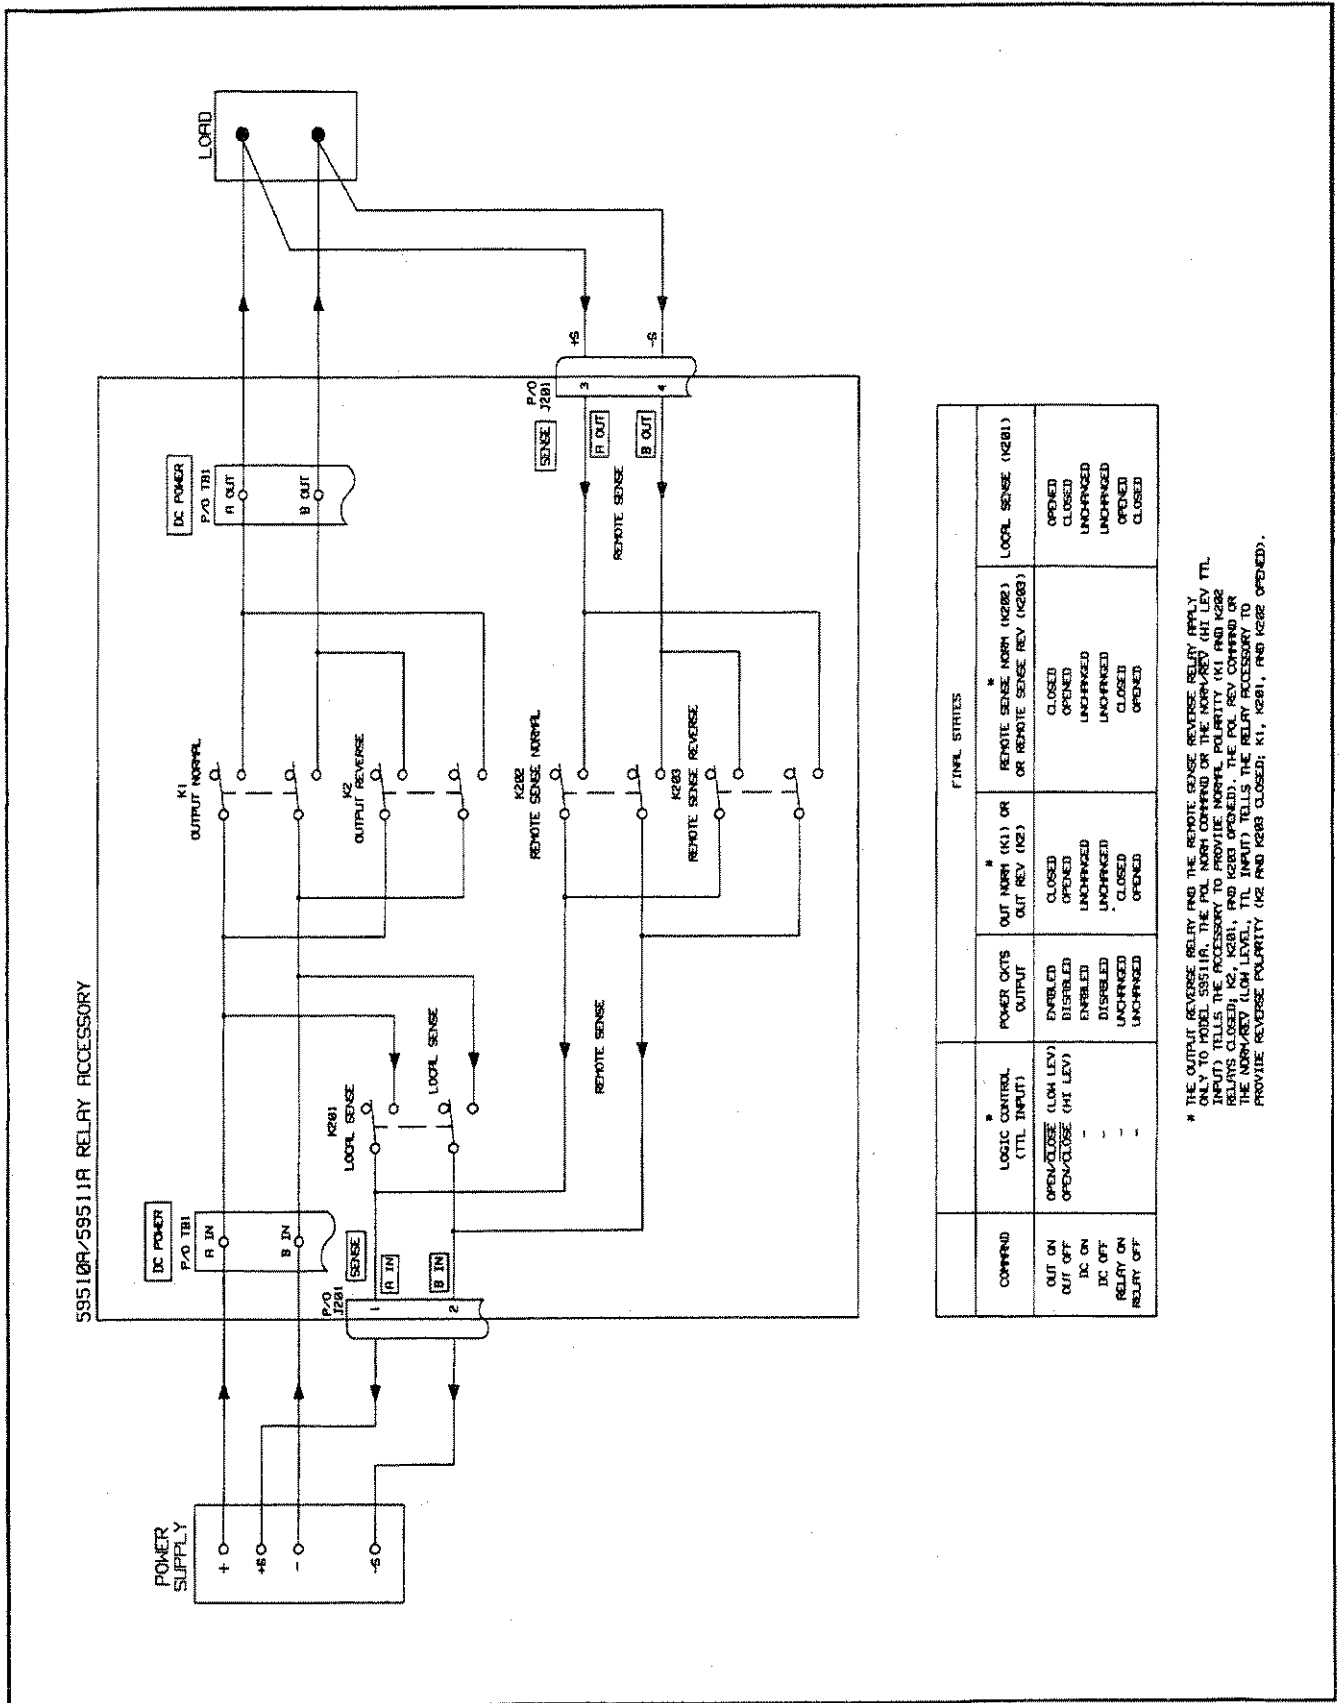 59510A/59511A RELAY ACCESSORY
POWER
SUPPLY
+
+S
-
-S
DC POWER
P/O TB1
A IN
B IN
P/O
J201
SENSE
1
A IN
2
B IN
K201
LOCAL SENSE
LOCAL SENSE
REMOTE SENSE
K1
OUTPUT NORMAL
K2
OUTPUT REVERSE
K202
REMOTE SENSE NORMAL
K203
REMOTE SENSE REVERSE
DC POWER
P/O TB1
A OUT
B OUT
SENSE
P/O
J201
3
A OUT
4
B OUT
REMOTE SENSE
+S
-S
LOAD
FINAL STATES
COMMAND * LOGIC CONTROL (TTL INPUT) POWER CKTS OUTPUT * OUT NORM (K1) OR OUT REV (K2) * REMOTE SENSE NORM (K202) OR REMOTE SENSE REV (K203) LOCAL SENSE (K201)
OUT ON OPEN/CLOSE (LOW LEV) ENABLED CLOSED CLOSED OPENED
OUT OFF OPEN/CLOSE (HI LEV) DISABLED OPENED OPENED CLOSED
DC ON - ENABLED UNCHANGED UNCHANGED UNCHANGED
DC OFF - DISABLED UNCHANGED UNCHANGED UNCHANGED
RELAY ON - UNCHANGED CLOSED CLOSED OPENED
RELAY OFF - UNCHANGED OPENED OPENED CLOSED
* THE OUTPUT REVERSE RELAY AND THE REMOTE SENSE REVERSE RELAY APPLY
ONLY TO MODEL 59511A. THE POL NORM COMMAND OR THE NORM/REV (HI LEV TTL
INPUT) TELLS THE ACCESSORY TO PROVIDE NORMAL POLARITY (K1 AND K202
RELAYS CLOSED; K2, K201, AND K203 OPENED). THE POL REV COMMAND OR
THE NORM/REV (LOW LEVEL, TTL INPUT) TELLS THE RELAY ACCESSORY TO
PROVIDE REVERSE POLARITY (K2 AND K203 CLOSED; K1, K201, AND K202 OPENED).